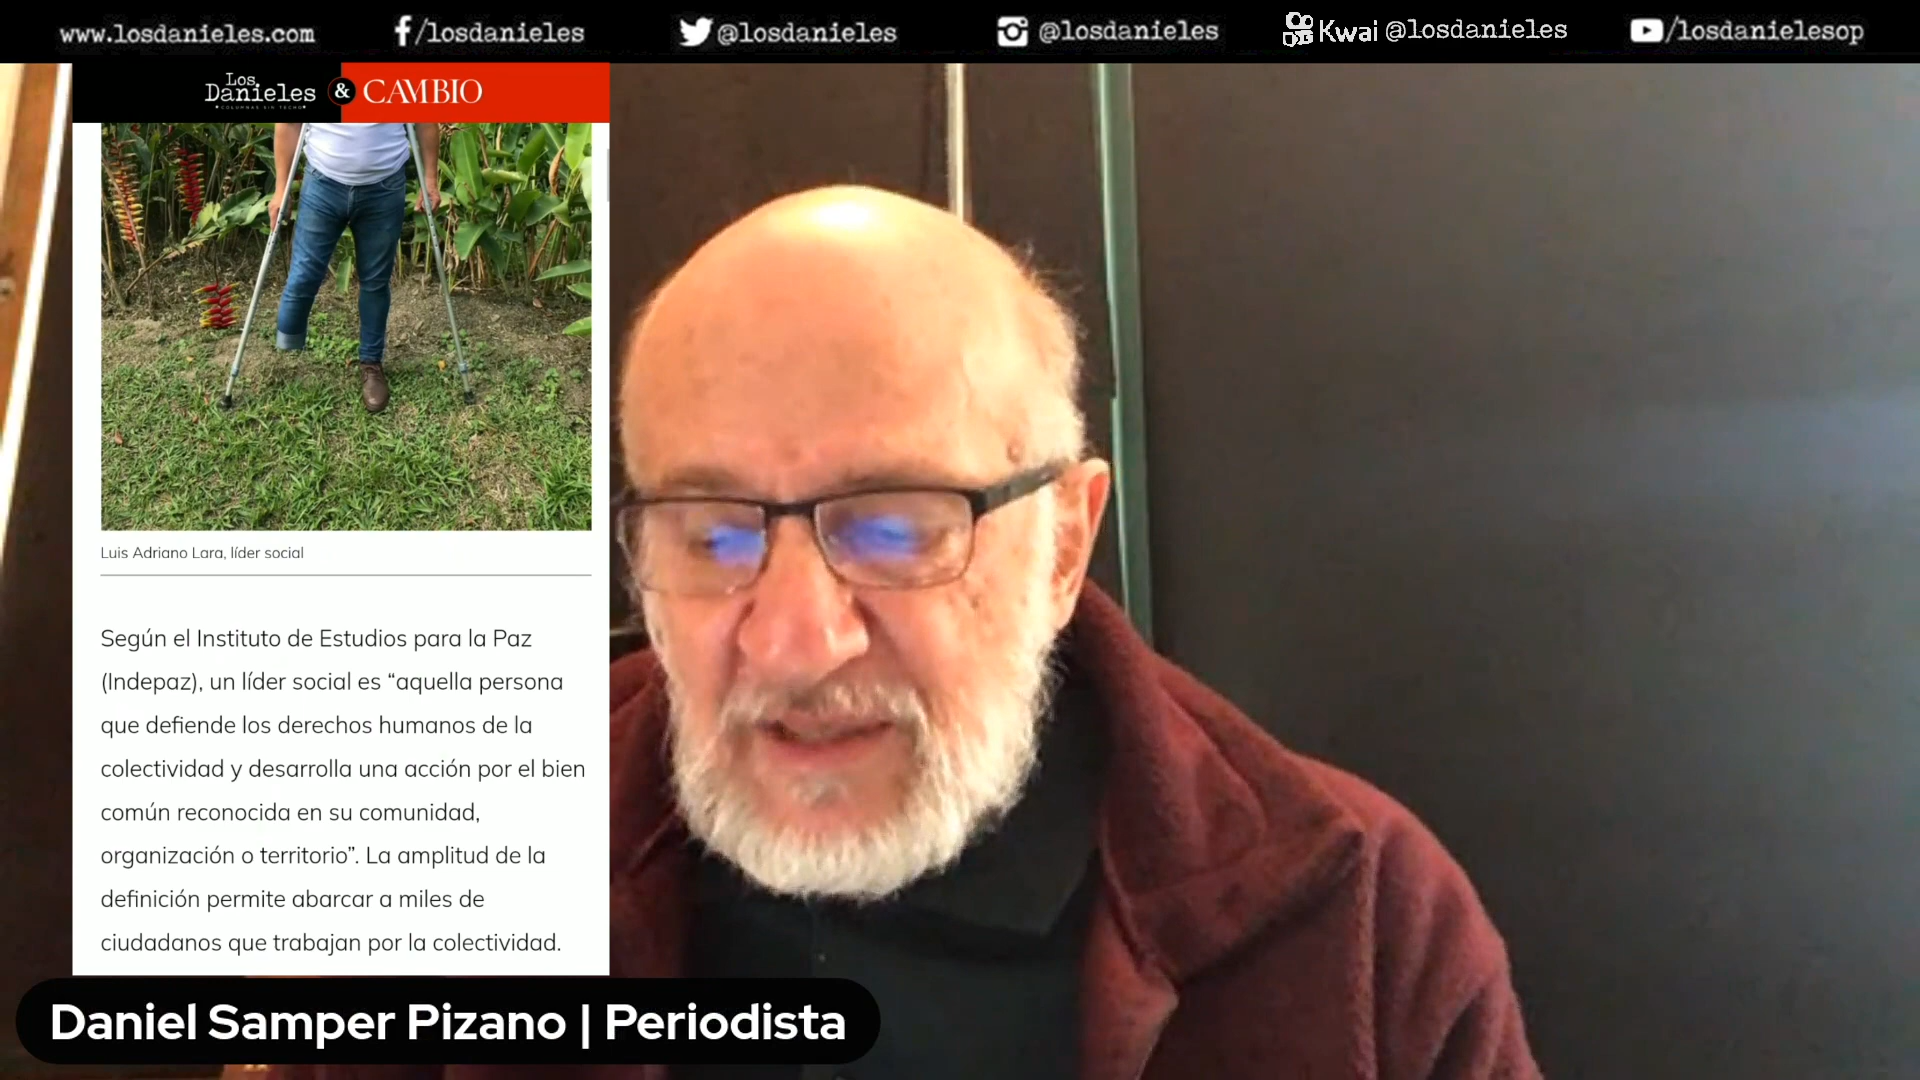 www.losdanieles.com
/losdanieles
@losdanieles
@losdanieles
Kwai @losdanieles
/losdanielesop
Los
Danieles
COLUMNAS SIN TECHO
& CAMBIO
Luis Adriano Lara, líder social
Según el Instituto de Estudios para la Paz
(Indepaz), un líder social es “aquella persona
que defiende los derechos humanos de la
colectividad y desarrolla una acción por el bien
común reconocida en su comunidad,
organización o territorio”. La amplitud de la
definición permite abarcar a miles de
ciudadanos que trabajan por la colectividad.
Daniel Samper Pizano | Periodista